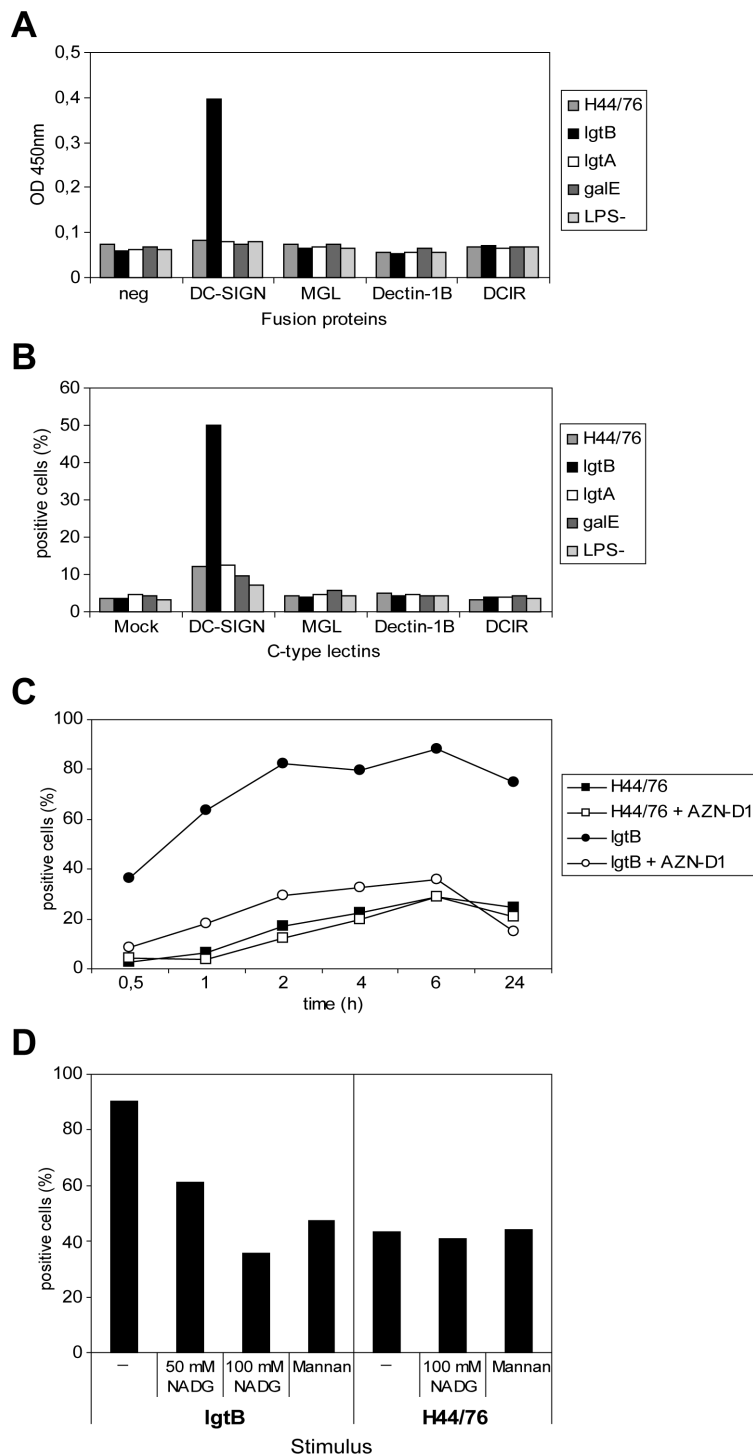 A
0,5
0,4
0,3
0,2
0,1
0
OD 450nm
neg DC-SIGN MGL Dectin-1B DCIR
Fusion proteins
H44/76
lgtB
lgtA
galE
LPS-
B
60
50
40
30
20
10
0
positive cells (%)
Mock DC-SIGN MGL Dectin-1B DCIR
C-type lectins
H44/76
lgtB
lgtA
galE
LPS-
C
100
80
60
40
20
0
positive cells (%)
0,5 1 2 4 6 24
time (h)
H44/76
H44/76 + AZN-D1
lgtB
lgtB + AZN-D1
D
100
80
60
40
20
0
positive cells (%)
– 50 mM 100 mM Mannan – 100 mM Mannan
NADG NADG NADG
lgtB H44/76
Stimulus